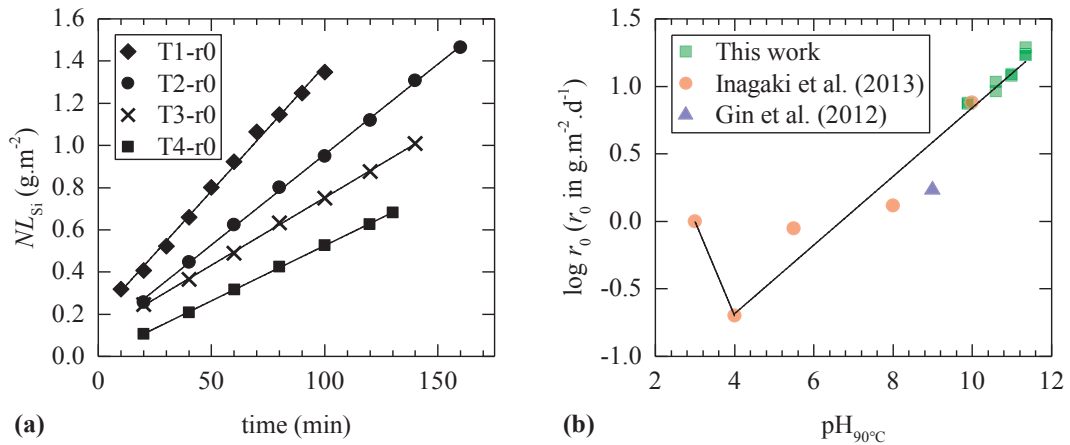 1.6
1.4
1.2
1.0
0.8
0.6
0.4
0.2
0.0
0
50
100
150
NL_Si (g.m⁻²)
time (min)
T1-r0
T2-r0
T3-r0
T4-r0
(a)
1.5
1.0
0.5
0.0
-0.5
-1.0
2
4
6
8
10
12
log r₀ (r₀ in g.m⁻².d⁻¹)
pH₉₀°C
This work
Inagaki et al. (2013)
Gin et al. (2012)
(b)